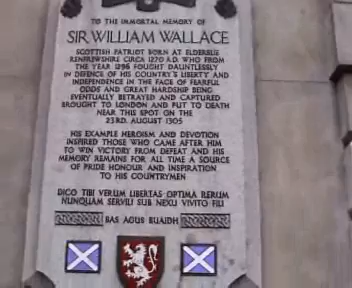 TO THE IMMORTAL MEMORY OF
SIR WILLIAM WALLACE
SCOTTISH PATRIOT BORN AT ELDERSLIE
RENFREWSHIRE CIRCA 1270 A.D. WHO FROM
THE YEAR 1296 FOUGHT DAUNTLESSLY
IN DEFENCE OF HIS COUNTRY'S LIBERTY AND
INDEPENDENCE IN THE FACE OF FEARFUL
ODDS AND GREAT HARDSHIP BEING
EVENTUALLY BETRAYED AND CAPTURED
BROUGHT TO LONDON AND PUT TO DEATH
NEAR THIS SPOT ON THE
23RD. AUGUST 1305
HIS EXAMPLE HEROISM AND DEVOTION
INSPIRED THOSE WHO CAME AFTER HIM
TO WIN VICTORY FROM DEFEAT AND HIS
MEMORY REMAINS FOR ALL TIME A SOURCE
OF PRIDE HONOUR AND INSPIRATION
TO HIS COUNTRYMEN
DICO TIBI VERUM LIBERTAS OPTIMA RERUM
NUNQUAM SERVILI SUB NEXU VIVITO FILI
BAS AGUS BUAIDH